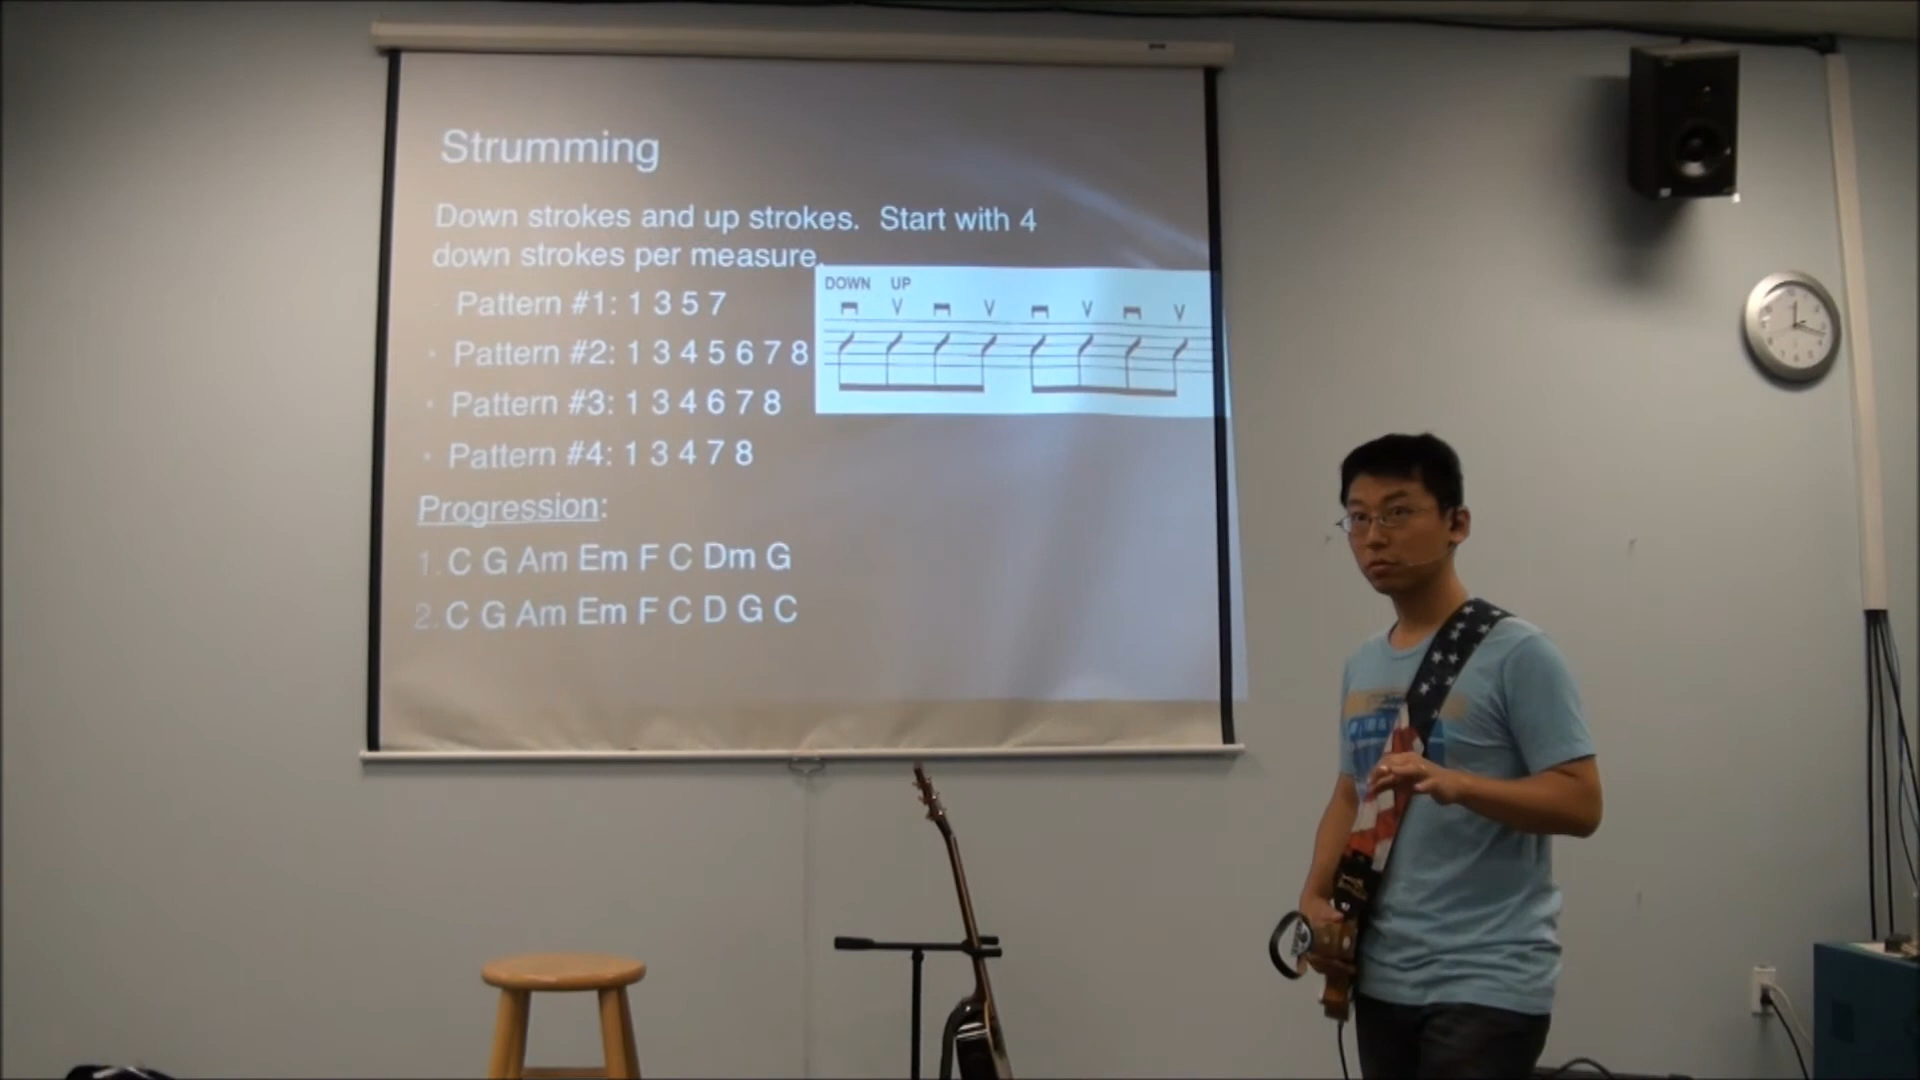 Strumming
Down strokes and up strokes. Start with 4
down strokes per measure.
DOWN UP
Pattern #1: 1 3 5 7
Pattern #2: 1 3 4 5 6 7 8
Pattern #3: 1 3 4 6 7 8
Pattern #4: 1 3 4 7 8
Progression:
1. C G Am Em F C Dm G
2. C G Am Em F C D G C